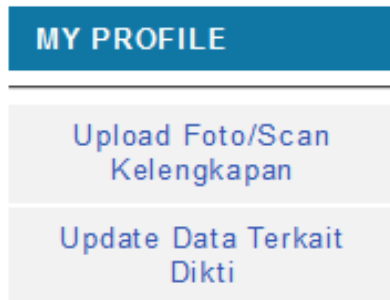 MY PROFILE
Upload Foto/Scan
Kelengkapan
Update Data Terkait
Dikti